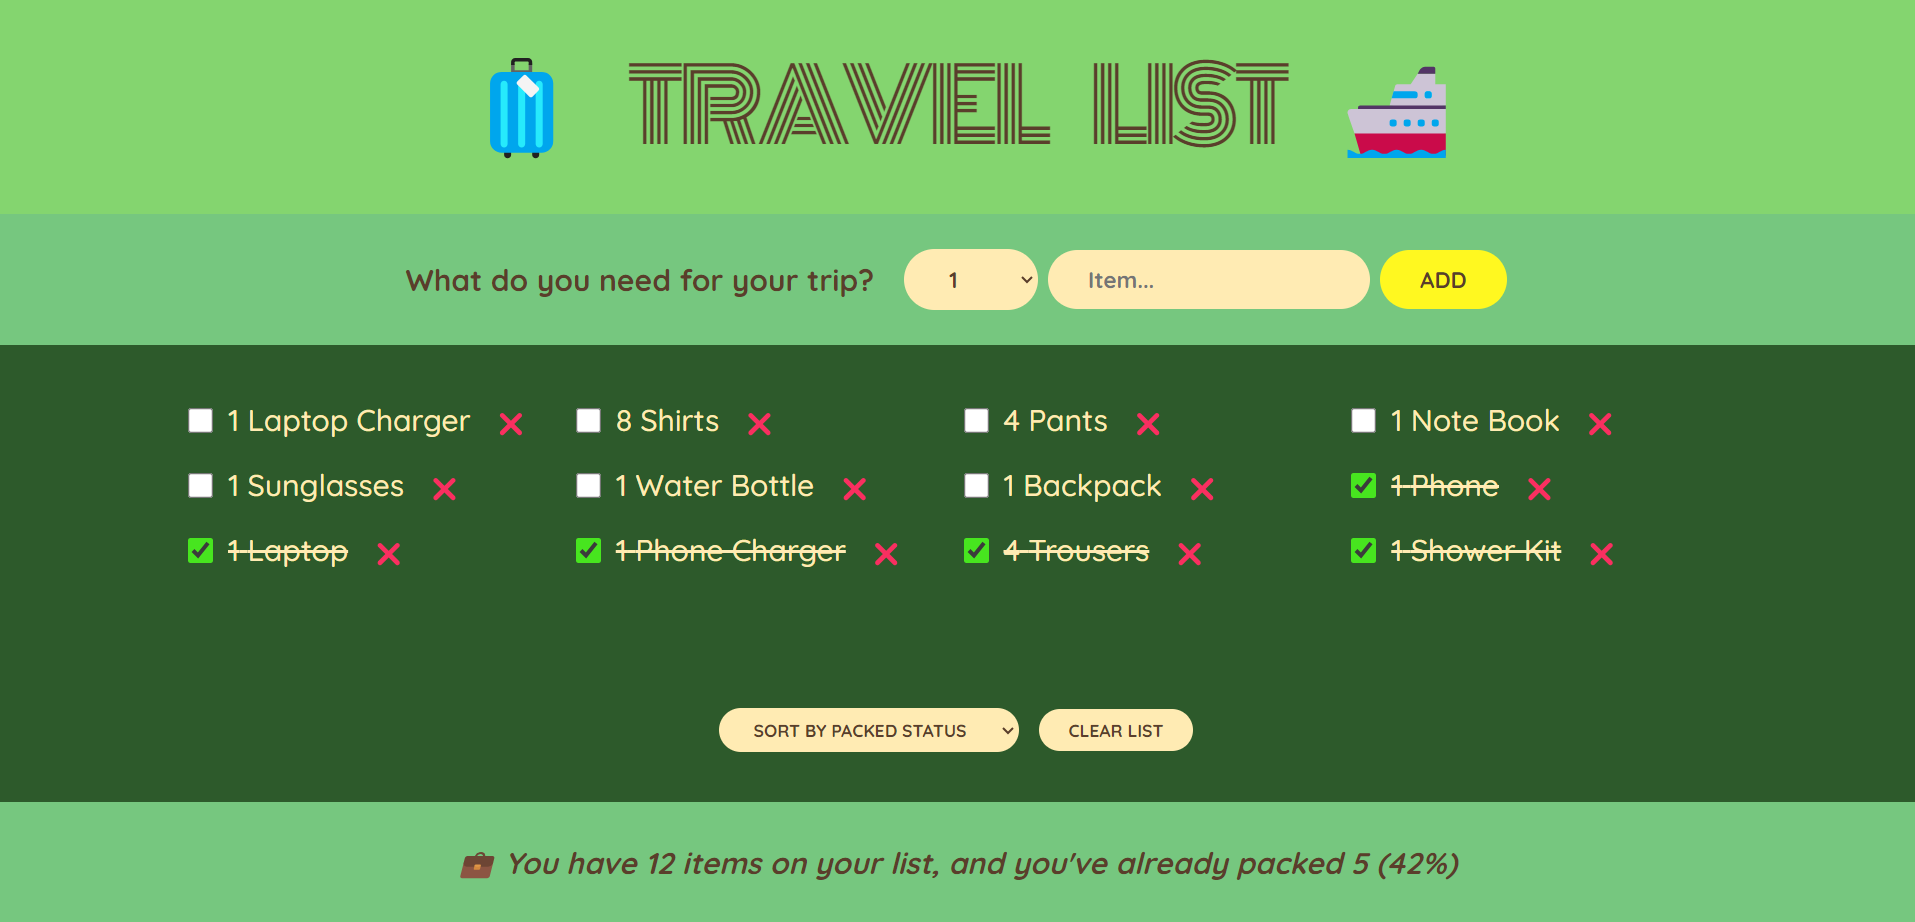 TRAVEL LIST
What do you need for your trip? 1 Item... ADD
1 Laptop Charger 8 Shirts 4 Pants 1 Note Book
1 Sunglasses 1 Water Bottle 1 Backpack 1 Phone
1 Laptop 1 Phone Charger 4 Trousers 1 Shower Kit
SORT BY PACKED STATUS CLEAR LIST
You have 12 items on your list, and you've already packed 5 (42%)